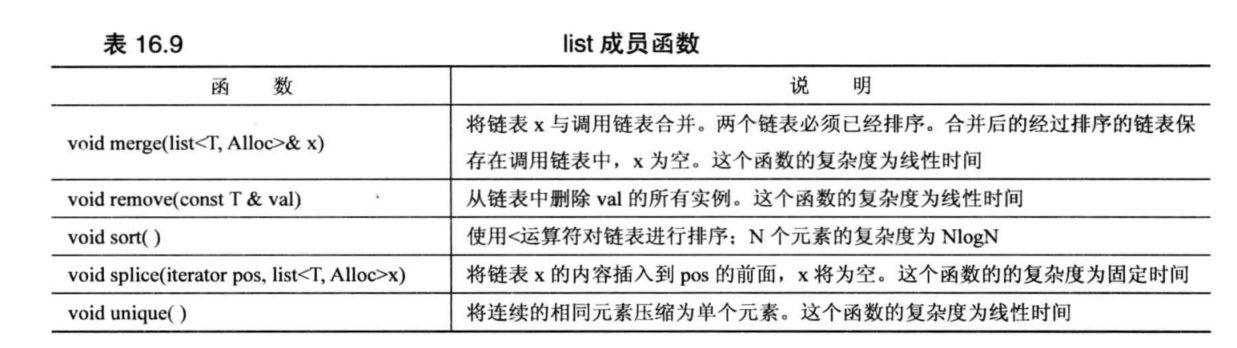 表 16.9 list 成员函数
函 数 说 明
void merge(list<T, Alloc>& x) 将链表 x 与调用链表合并。两个链表必须已经排序。合并后的经过排序的链表保
存在调用链表中，x 为空。这个函数的复杂度为线性时间
void remove(const T & val) 从链表中删除 val 的所有实例。这个函数的复杂度为线性时间
void sort( ) 使用<运算符对链表进行排序；N 个元素的复杂度为 NlogN
void splice(iterator pos, list<T, Alloc>x) 将链表 x 的内容插入到 pos 的前面，x 将为空。这个函数的的复杂度为固定时间
void unique( ) 将连续的相同元素压缩为单个元素。这个函数的复杂度为线性时间